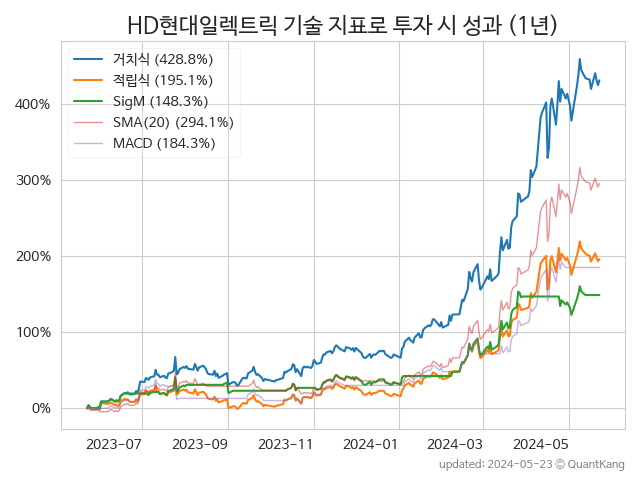 HD현대일렉트릭 기술 지표로 투자 시 성과 (1년)
거치식 (428.8%)
적립식 (195.1%)
SigM (148.3%)
SMA(20) (294.1%)
MACD (184.3%)
400%
300%
200%
100%
0%
2023-07 2023-09 2023-11 2024-01 2024-03 2024-05
updated: 2024-05-23 @ QuantKang